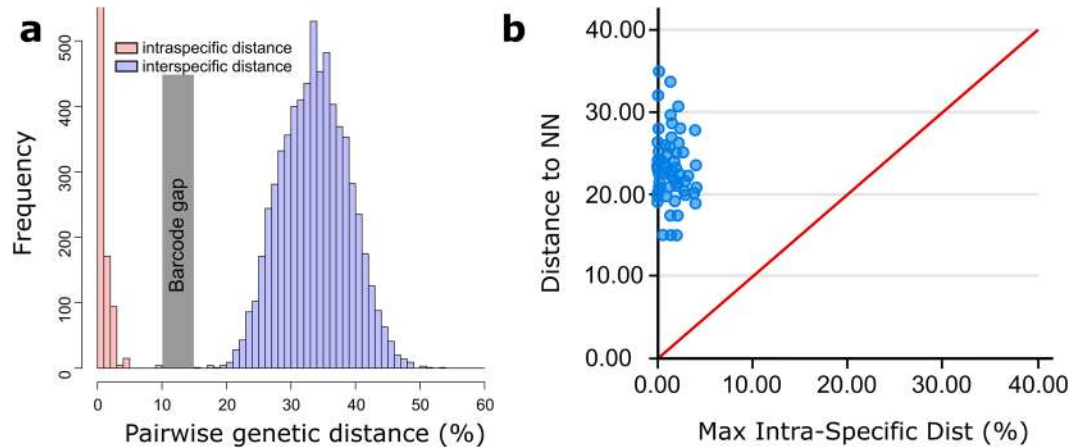 a
intraspecific distance
interspecific distance
500
400
300
200
100
0
Frequency
Barcode gap
0 10 20 30 40 50 60
Pairwise genetic distance (%)
b
40.00
30.00
20.00
10.00
0.00
Distance to NN
0.00 10.00 20.00 30.00 40.00
Max Intra-Specific Dist (%)